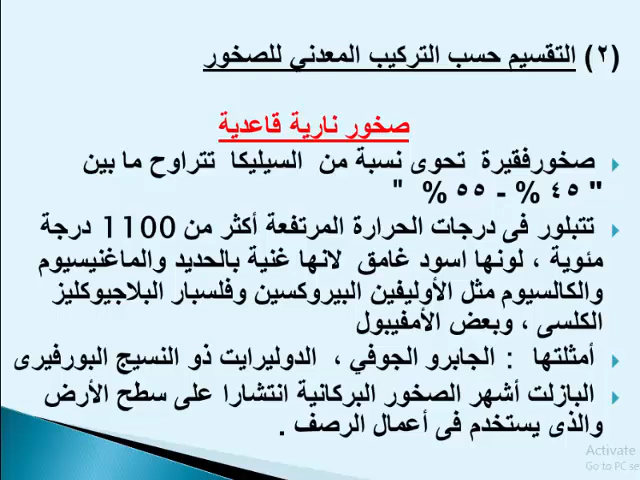 (٢) التقسيم حسب التركيب المعدني للصخور
صخور نارية قاعدية
صخورفقيرة تحوى نسبة من السيليكا تتراوح ما بين
" ٤٥ % - ٥٥ % "
تتبلور فى درجات الحرارة المرتفعة أكثر من 1100 درجة
مئوية ، لونها اسود غامق لانها غنية بالحديد والماغنيسيوم
والكالسيوم مثل الأوليفين البيروكسين وفلسبار البلاجيوكليز
الكلسى ، وبعض الأمفيبول
أمثلتها : الجابرو الجوفي ، الدوليرايت ذو النسيج البورفيرى
البازلت أشهر الصخور البركانية انتشارا على سطح الأرض
والذى يستخدم فى أعمال الرصف .
Activate
Go to PC se